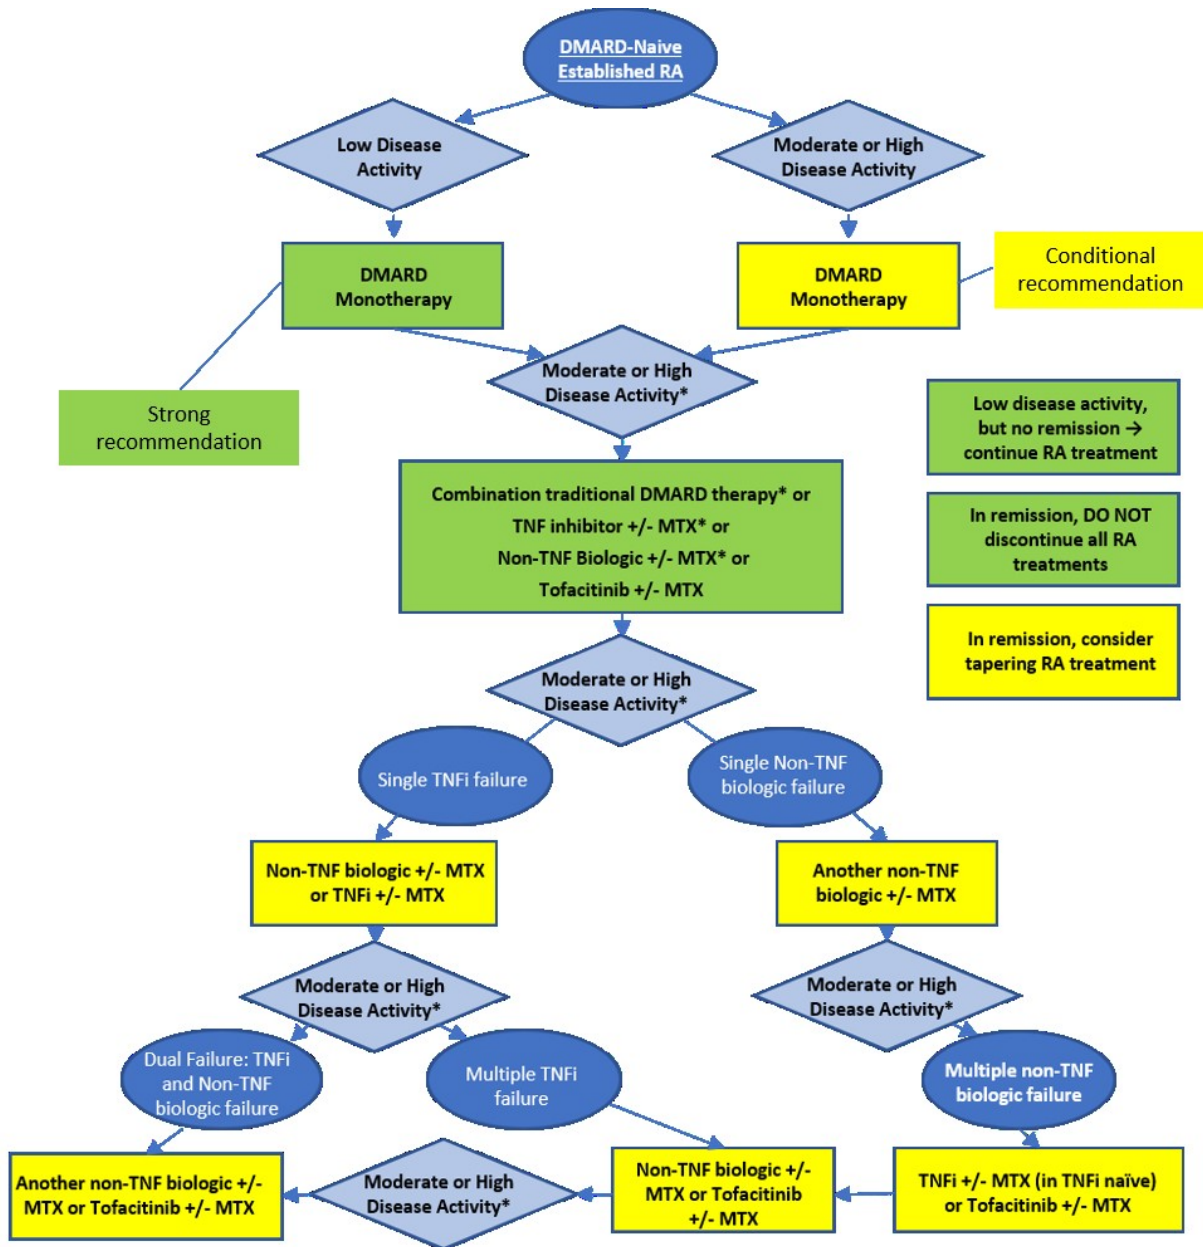 DMARD-Naive
Established RA
Low Disease
Activity
Moderate or High
Disease Activity
DMARD
Monotherapy
DMARD
Monotherapy
Conditional
recommendation
Strong
recommendation
Moderate or High
Disease Activity*
Low disease activity,
but no remission →
continue RA treatment
Combination traditional DMARD therapy* or
TNF inhibitor +/- MTX* or
Non-TNF Biologic +/- MTX* or
Tofacitinib +/- MTX
In remission, DO NOT
discontinue all RA
treatments
In remission, consider
tapering RA treatment
Moderate or High
Disease Activity*
Single TNFi failure
Single Non-TNF
biologic failure
Non-TNF biologic +/- MTX
or TNFi +/- MTX
Another non-TNF
biologic +/- MTX
Moderate or High
Disease Activity*
Moderate or High
Disease Activity*
Dual Failure: TNFi
and Non-TNF
biologic failure
Multiple TNFi
failure
Multiple non-TNF
biologic failure
Another non-TNF biologic +/-
MTX or Tofacitinib +/- MTX
Moderate or High
Disease Activity*
Non-TNF biologic +/-
MTX or Tofacitinib
+/- MTX
TNFi +/- MTX (in TNFi naïve)
or Tofacitinib +/- MTX